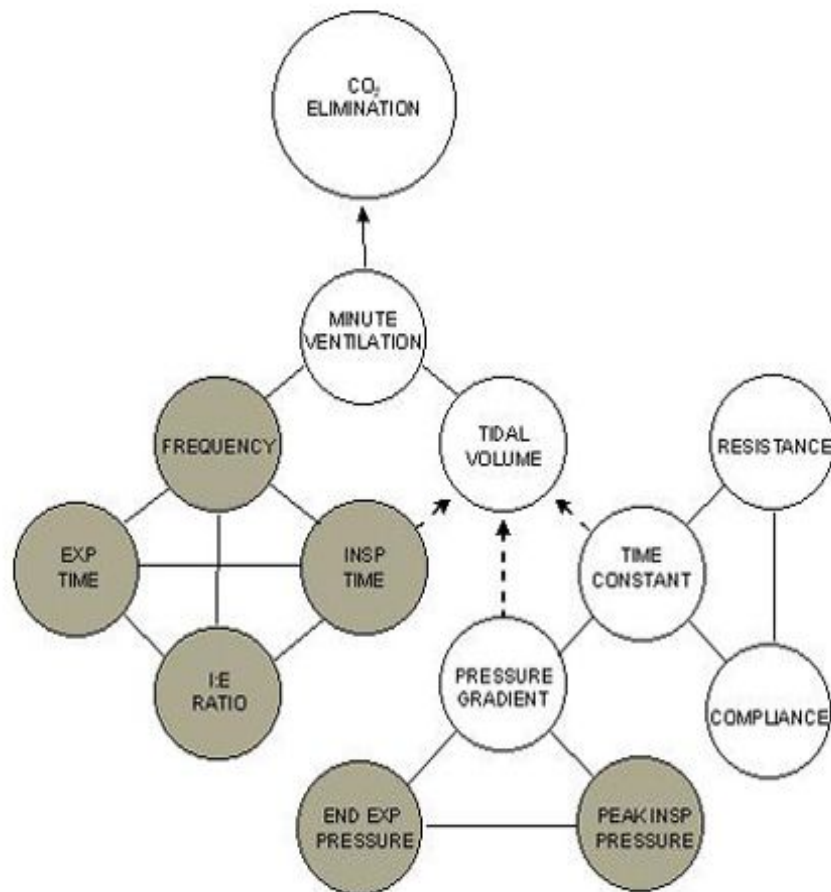 CO₂
ELIMINATION
MINUTE
VENTILATION
FREQUENCY
TIDAL
VOLUME
RESISTANCE
EXP
TIME
INSP
TIME
TIME
CONSTANT
I:E
RATIO
PRESSURE
GRADIENT
COMPLIANCE
END EXP
PRESSURE
PEAK INSP
PRESSURE